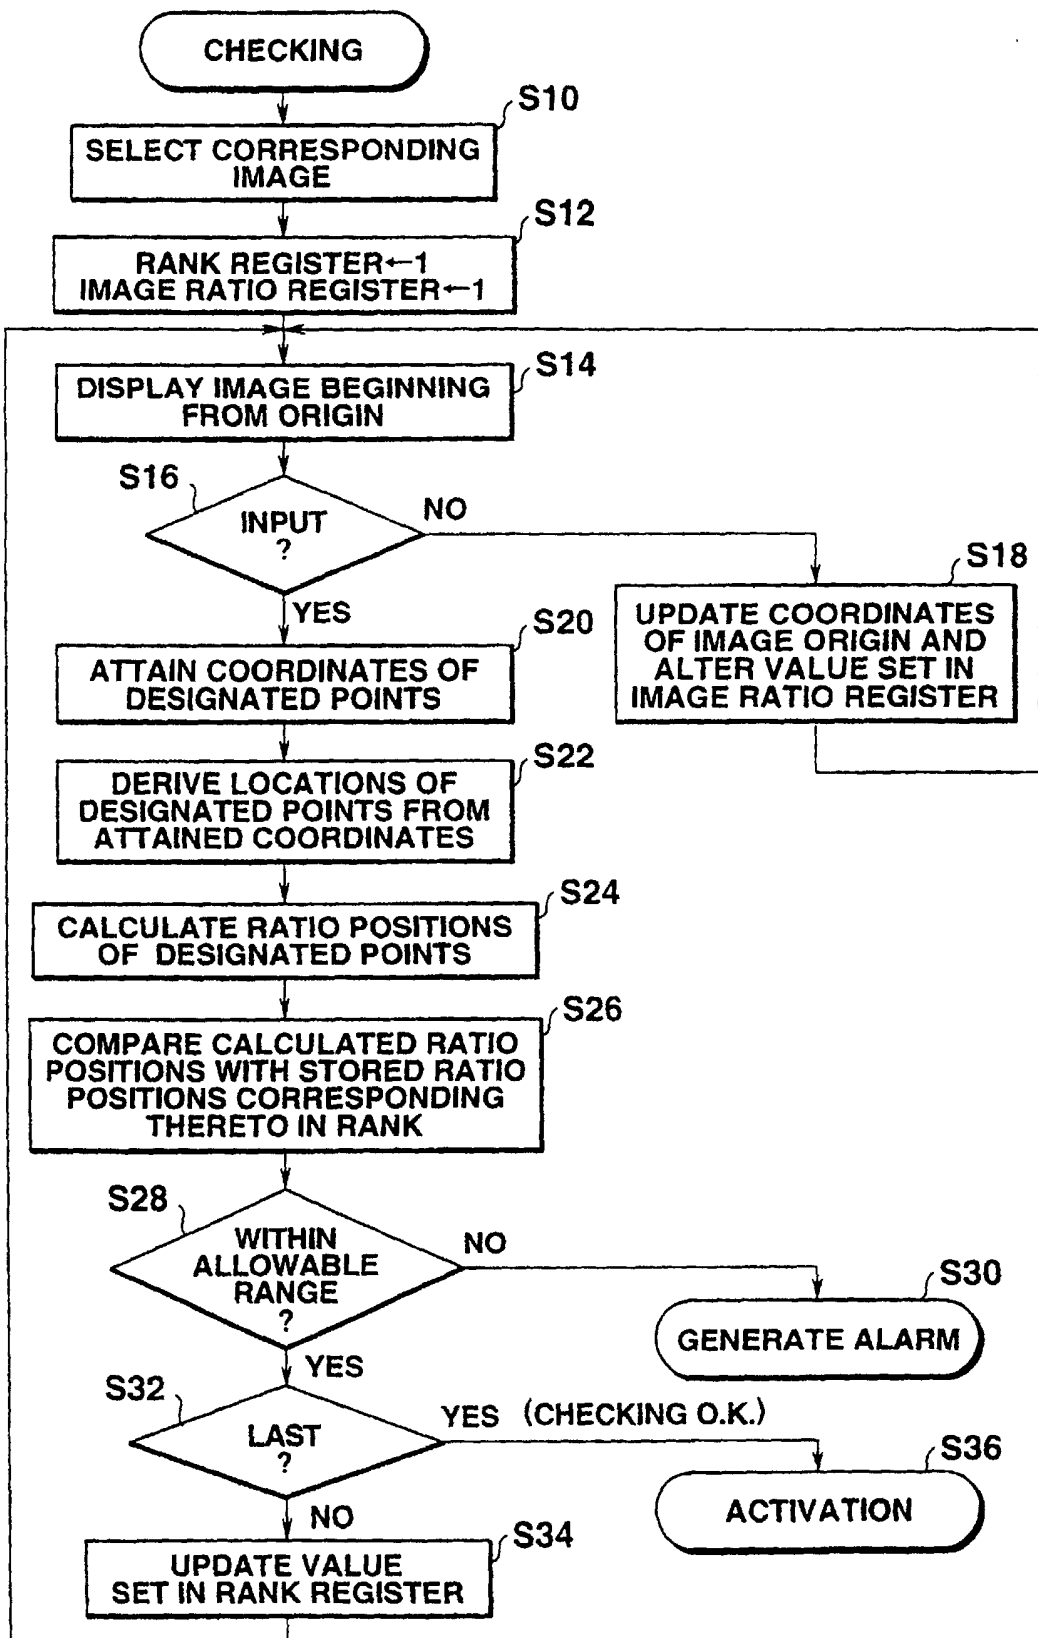 CHECKING
S10
SELECT CORRESPONDING
IMAGE
S12
RANK REGISTER←1
IMAGE RATIO REGISTER←1
S14
DISPLAY IMAGE BEGINNING
FROM ORIGIN
S16
INPUT
?
NO
YES
S18
UPDATE COORDINATES
OF IMAGE ORIGIN AND
ALTER VALUE SET IN
IMAGE RATIO REGISTER
S20
ATTAIN COORDINATES OF
DESIGNATED POINTS
S22
DERIVE LOCATIONS OF
DESIGNATED POINTS FROM
ATTAINED COORDINATES
S24
CALCULATE RATIO POSITIONS
OF DESIGNATED POINTS
S26
COMPARE CALCULATED RATIO
POSITIONS WITH STORED RATIO
POSITIONS CORRESPONDING
THERETO IN RANK
S28
WITHIN
ALLOWABLE
RANGE
?
NO
YES
S30
GENERATE ALARM
S32
LAST
?
YES (CHECKING O.K.)
NO
S36
ACTIVATION
S34
UPDATE VALUE
SET IN RANK REGISTER